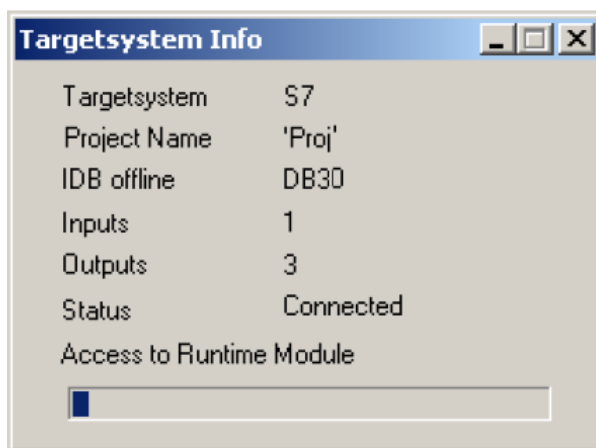 Targetsystem Info
Targetsystem S7
Project Name 'Proj'
IDB offline DB30
Inputs 1
Outputs 3
Status Connected
Access to Runtime Module